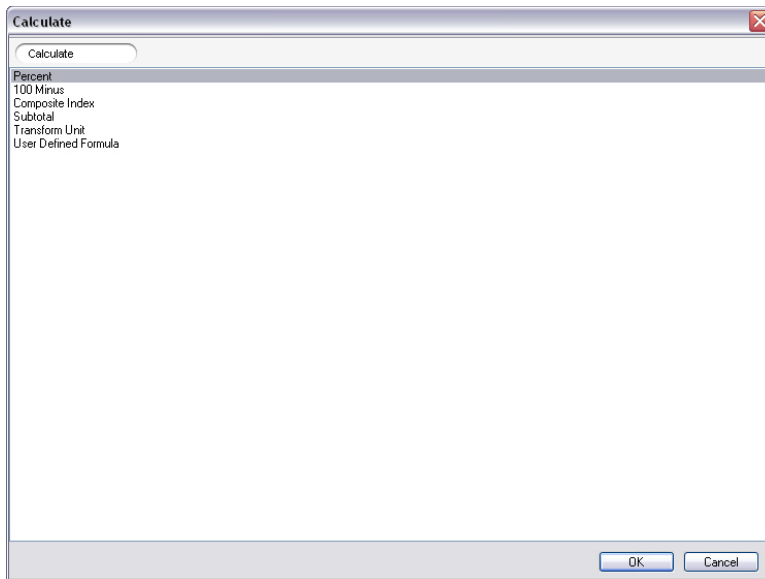 Calculate
Calculate
Percent
100 Minus
Composite Index
Subtotal
Transform Unit
User Defined Formula
OK Cancel